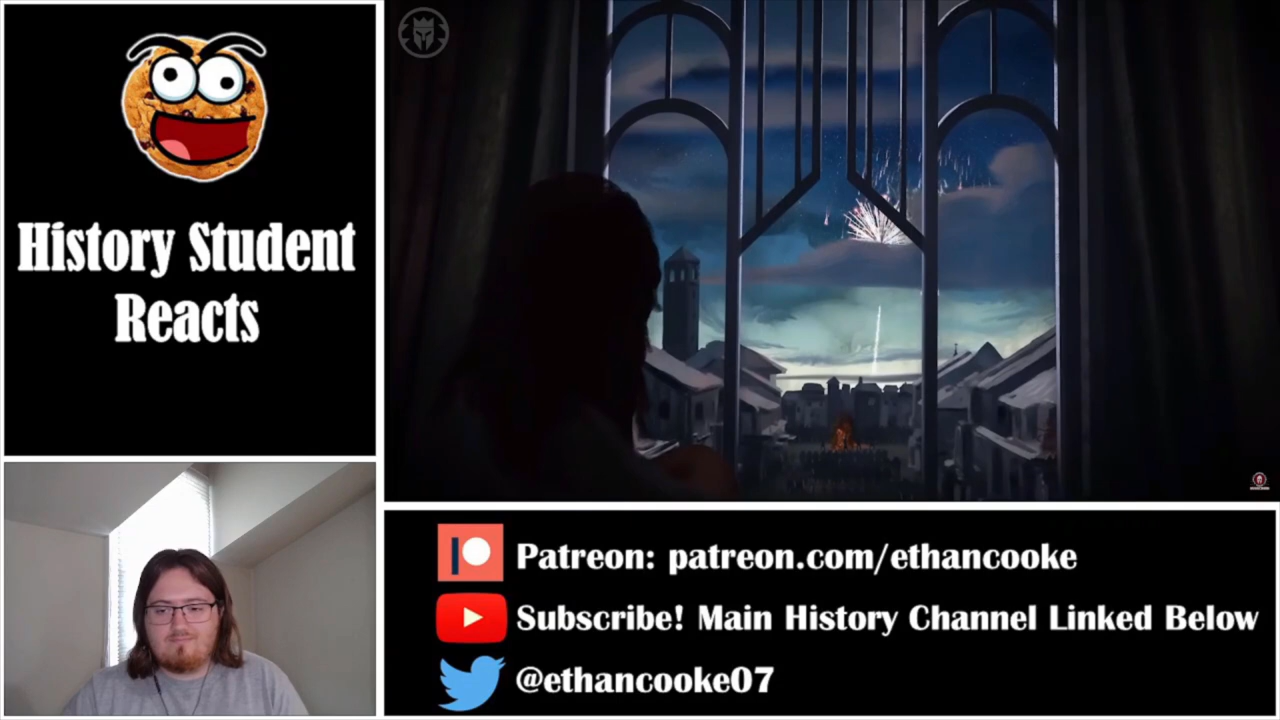 History Student
Reacts
Patreon: patreon.com/ethancooke
Subscribe! Main History Channel Linked Below
@ethancooke07